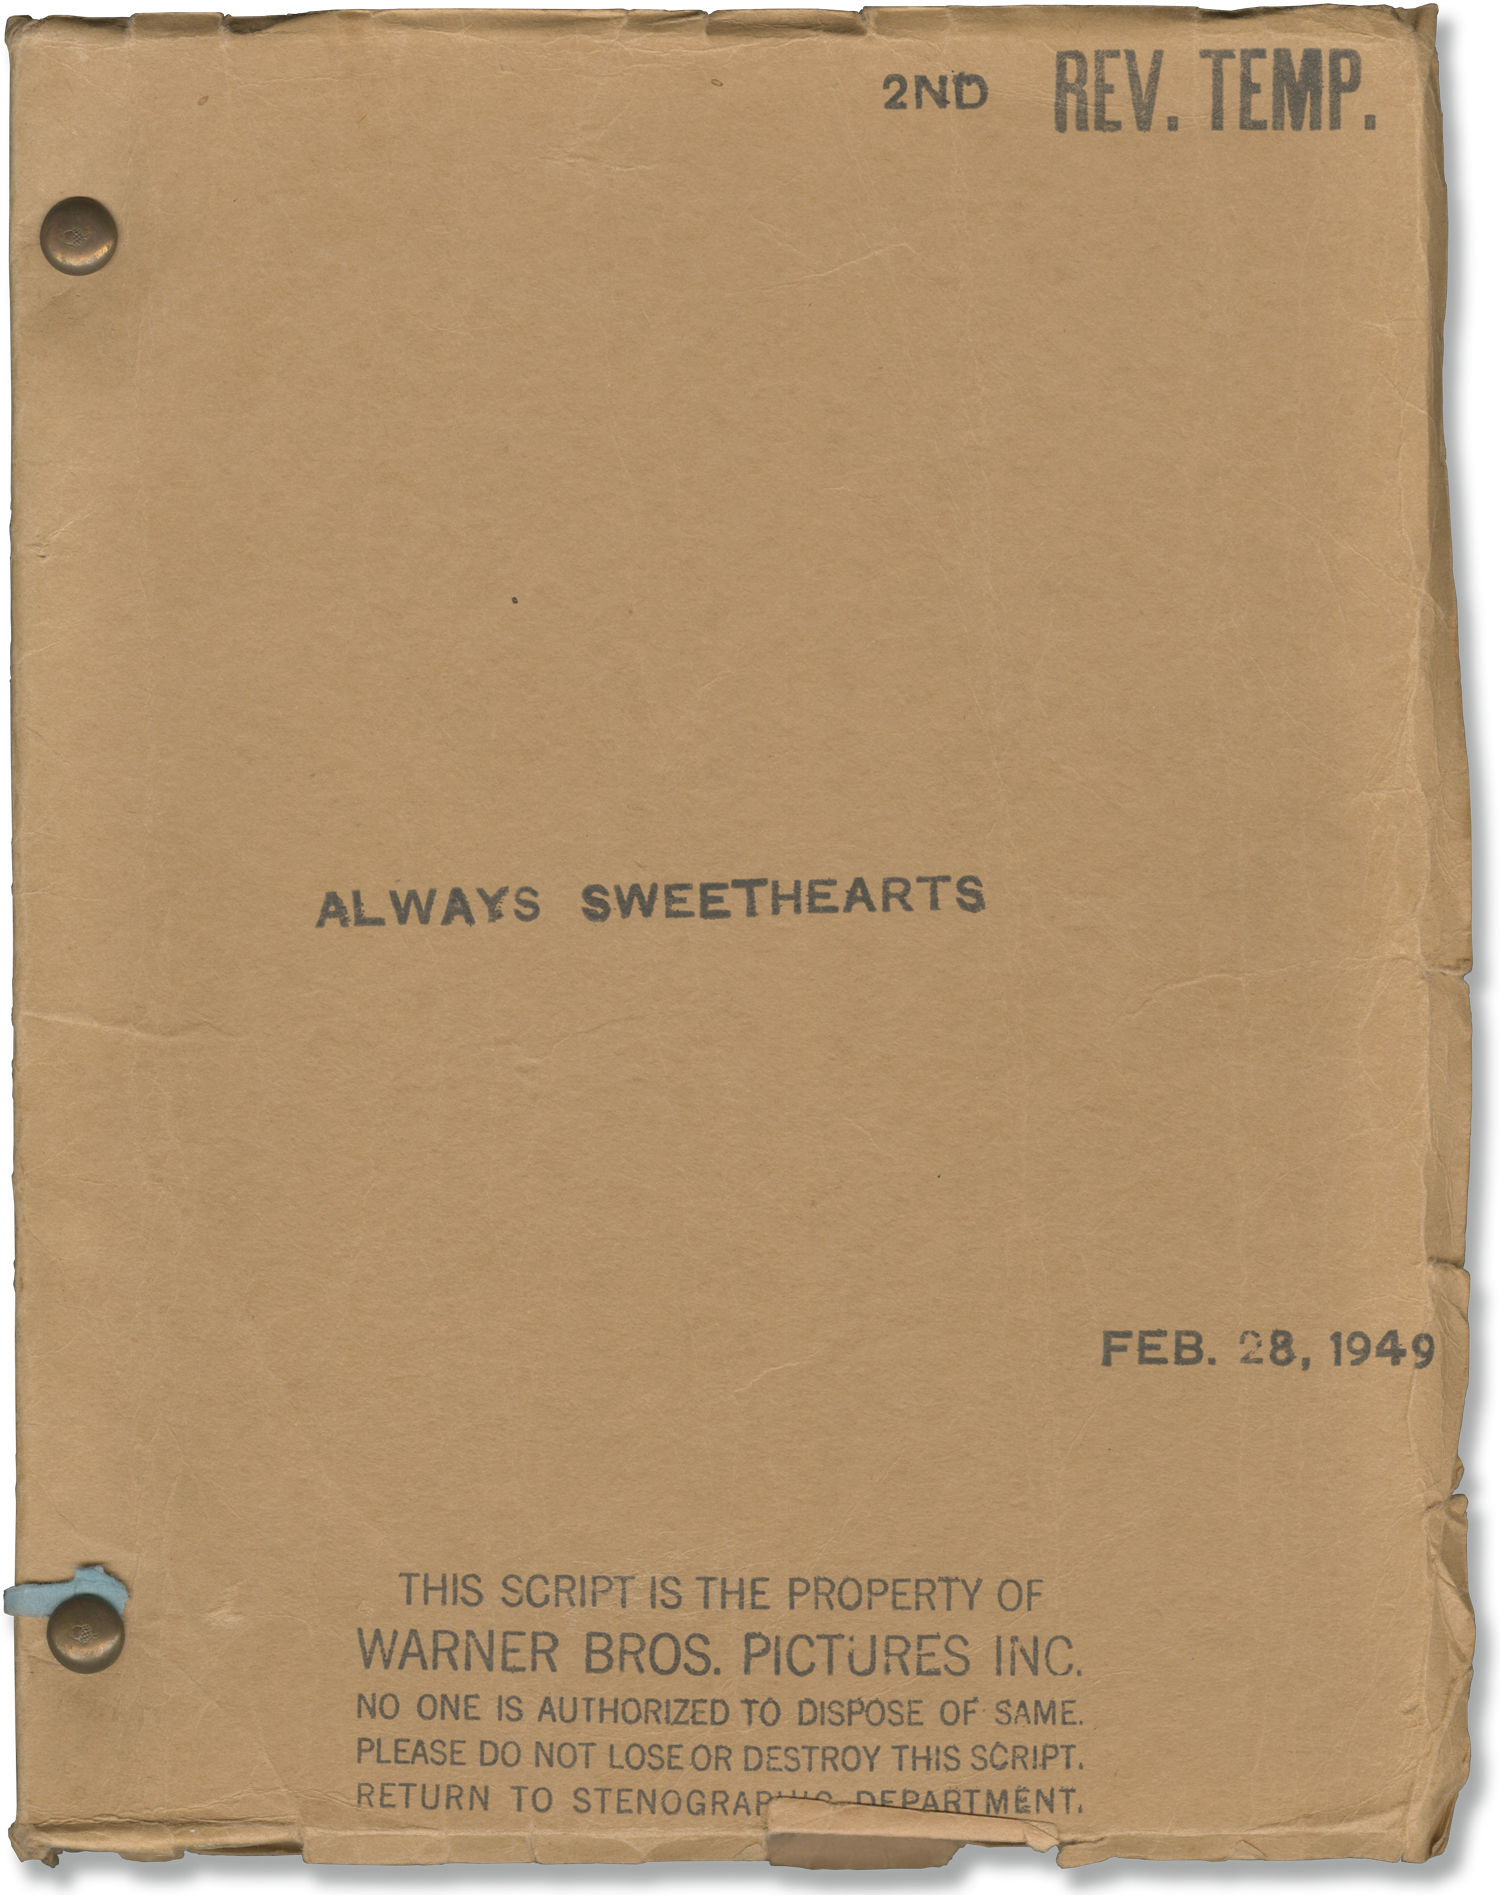 2ND REV. TEMP.
ALWAYS SWEETHEARTS
FEB. 28, 1949
THIS SCRIPT IS THE PROPERTY OF
WARNER BROS. PICTURES INC.
NO ONE IS AUTHORIZED TO DISPOSE OF SAME.
PLEASE DO NOT LOSE OR DESTROY THIS SCRIPT.
RETURN TO STENOGRAPHIC DEPARTMENT.